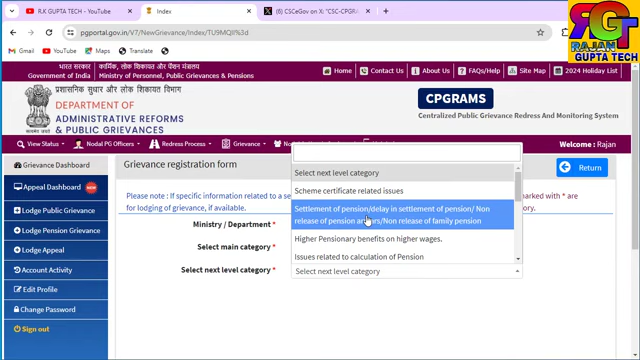 R.K GUPTA TECH - YouTube
Index
CSCeGov on X: "CSC-CPGRA
pgportal.gov.in/V7/NewGrievance/Index/TU9MQIl%3d
Gmail
YouTube
Maps
RGT
RAJAN
GUPTA TECH
भारत सरकार
Government of India
कार्मिक, लोक शिकायत और पेंशन मंत्रालय
Ministry of Personnel, Public Grievances & Pensions
Home
Contact Us
About Us
FAQs/Help
Site Map
2024 Holiday List
प्रशासनिक सुधार और लोक शिकायत विभाग
DEPARTMENT OF
ADMINISTRATIVE REFORMS
& PUBLIC GRIEVANCES
CPGRAMS
Centralized Public Grievance Redress And Monitoring System
View Status
Nodal PG Officers
Redress Process
Grievance
Welcome : Rajan
Grievance Dashboard
Appeal Dashboard NEW
Lodge Public Grievance
Lodge Pension Grievance
Lodge Appeal
Account Activity
Edit Profile
Change Password
Sign out
Grievance registration form
Return
Please note : If specific information related to a se
marked with * are
for lodging of grievance, if available.
Ministry / Department *
Select main category *
Select next level category *
Select next level category
Scheme certificate related issues
Settlement of pension/delay in settlement of pension/ Non
release of pension arrears/Non release of family pension
Higher Pensionary benefits on higher wages.
Issues related to calculation of Pension
Select next level category